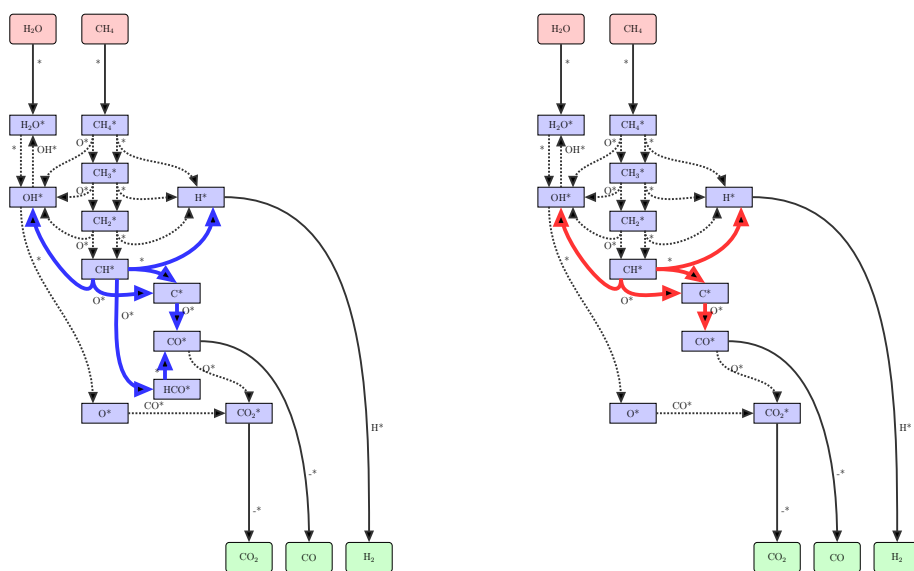 H₂O
CH₄
*
*
H₂O*
CH₄*
*
OH*
O*
*
CH₃*
O*
*
OH*
H*
CH₂*
O*
*
*
CH*
*
O*
C*
O*
O*
CO*
*
O*
HCO*
O*
CO*
CO₂*
H*
-*
-*
CO₂
CO
H₂
H₂O
CH₄
*
*
H₂O*
CH₄*
*
OH*
O*
*
CH₃*
O*
*
OH*
H*
CH₂*
O*
*
*
CH*
*
O*
C*
O*
CO*
O*
O*
CO*
CO₂*
H*
-*
-*
CO₂
CO
H₂